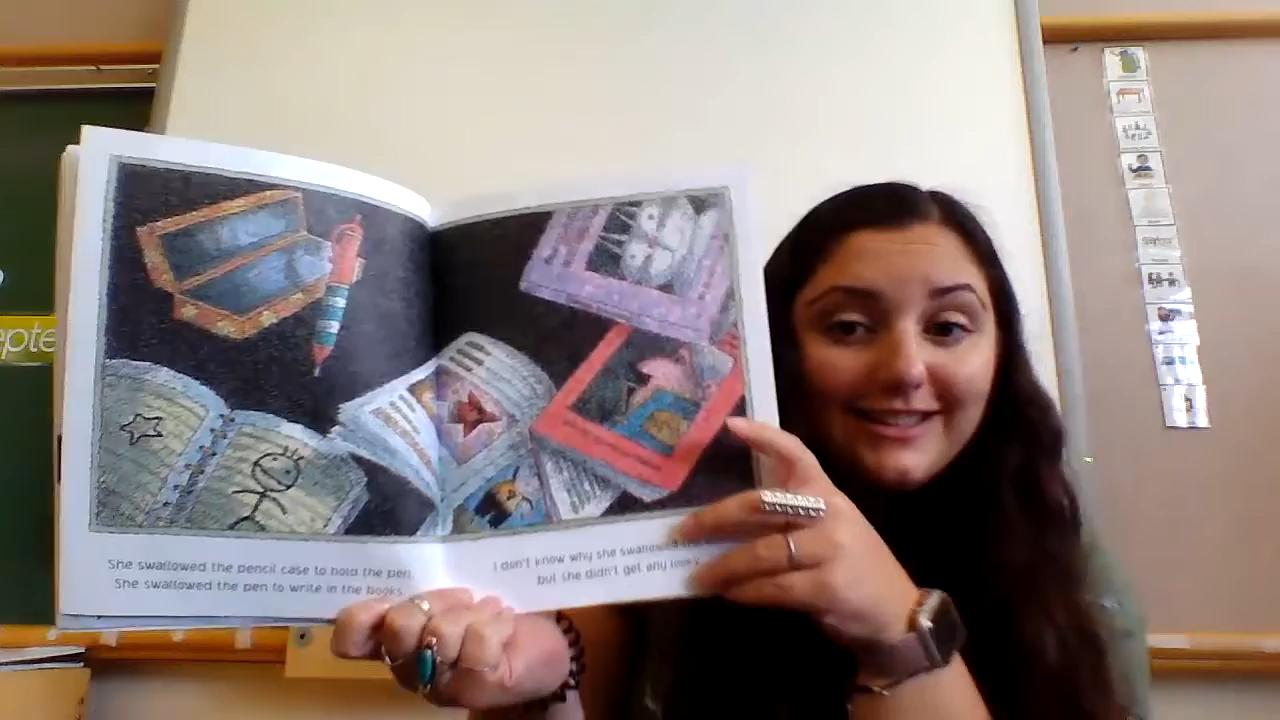 She swallowed the pencil case to hold the pen.
She swallowed the pen to write in the books.
I don't know why she swallowed
but she didn't get any